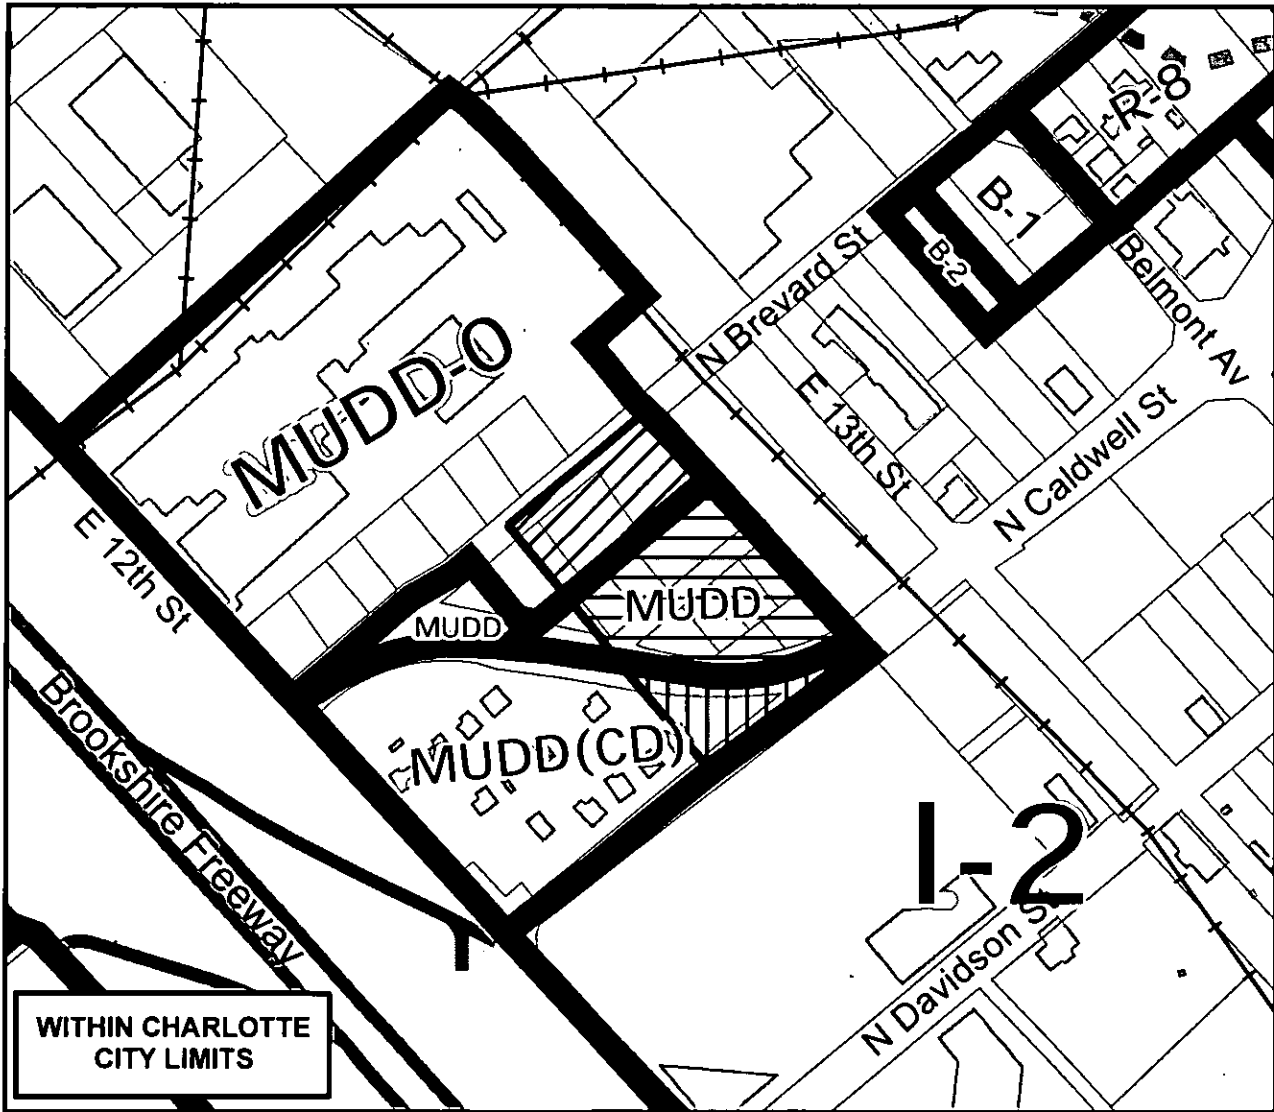 R-8
B-1
B-2
Belmont Av
N Brevard St
MUDD-O
E 13th St
N Caldwell St
E 12th St
MUDD
MUDD
MUDD(CD)
Brookshire Freeway
I-2
N Davidson St
WITHIN CHARLOTTE
CITY LIMITS